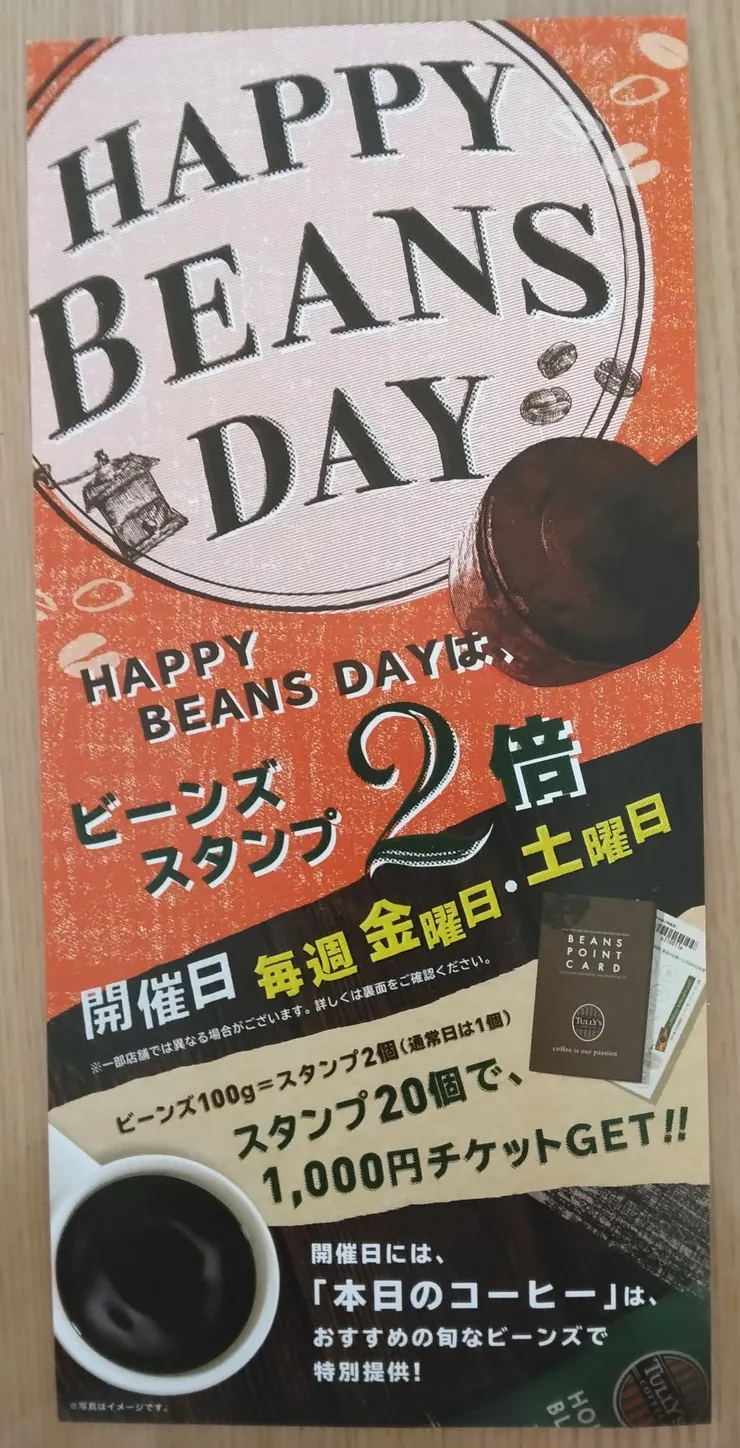 HAPPY
BEANS
DAY
HAPPY
BEANS DAYは、
ビーンズ
スタンプ2倍
開催日 毎週 金曜日・土曜日
※一部店舗では異なる場合がございます。詳しくは裏面をご確認ください。
BEANS
POINT
CARD
TULLY'S
coffee is our passion
ビーンズ100g=スタンプ2個(通常日は1個)
スタンプ20個で、
1,000円チケットGET!!
開催日には、
「本日のコーヒー」は、
おすすめの旬なビーンズで
特別提供!
TULLY'S
COFFEE
HO
BL
※写真はイメージです。